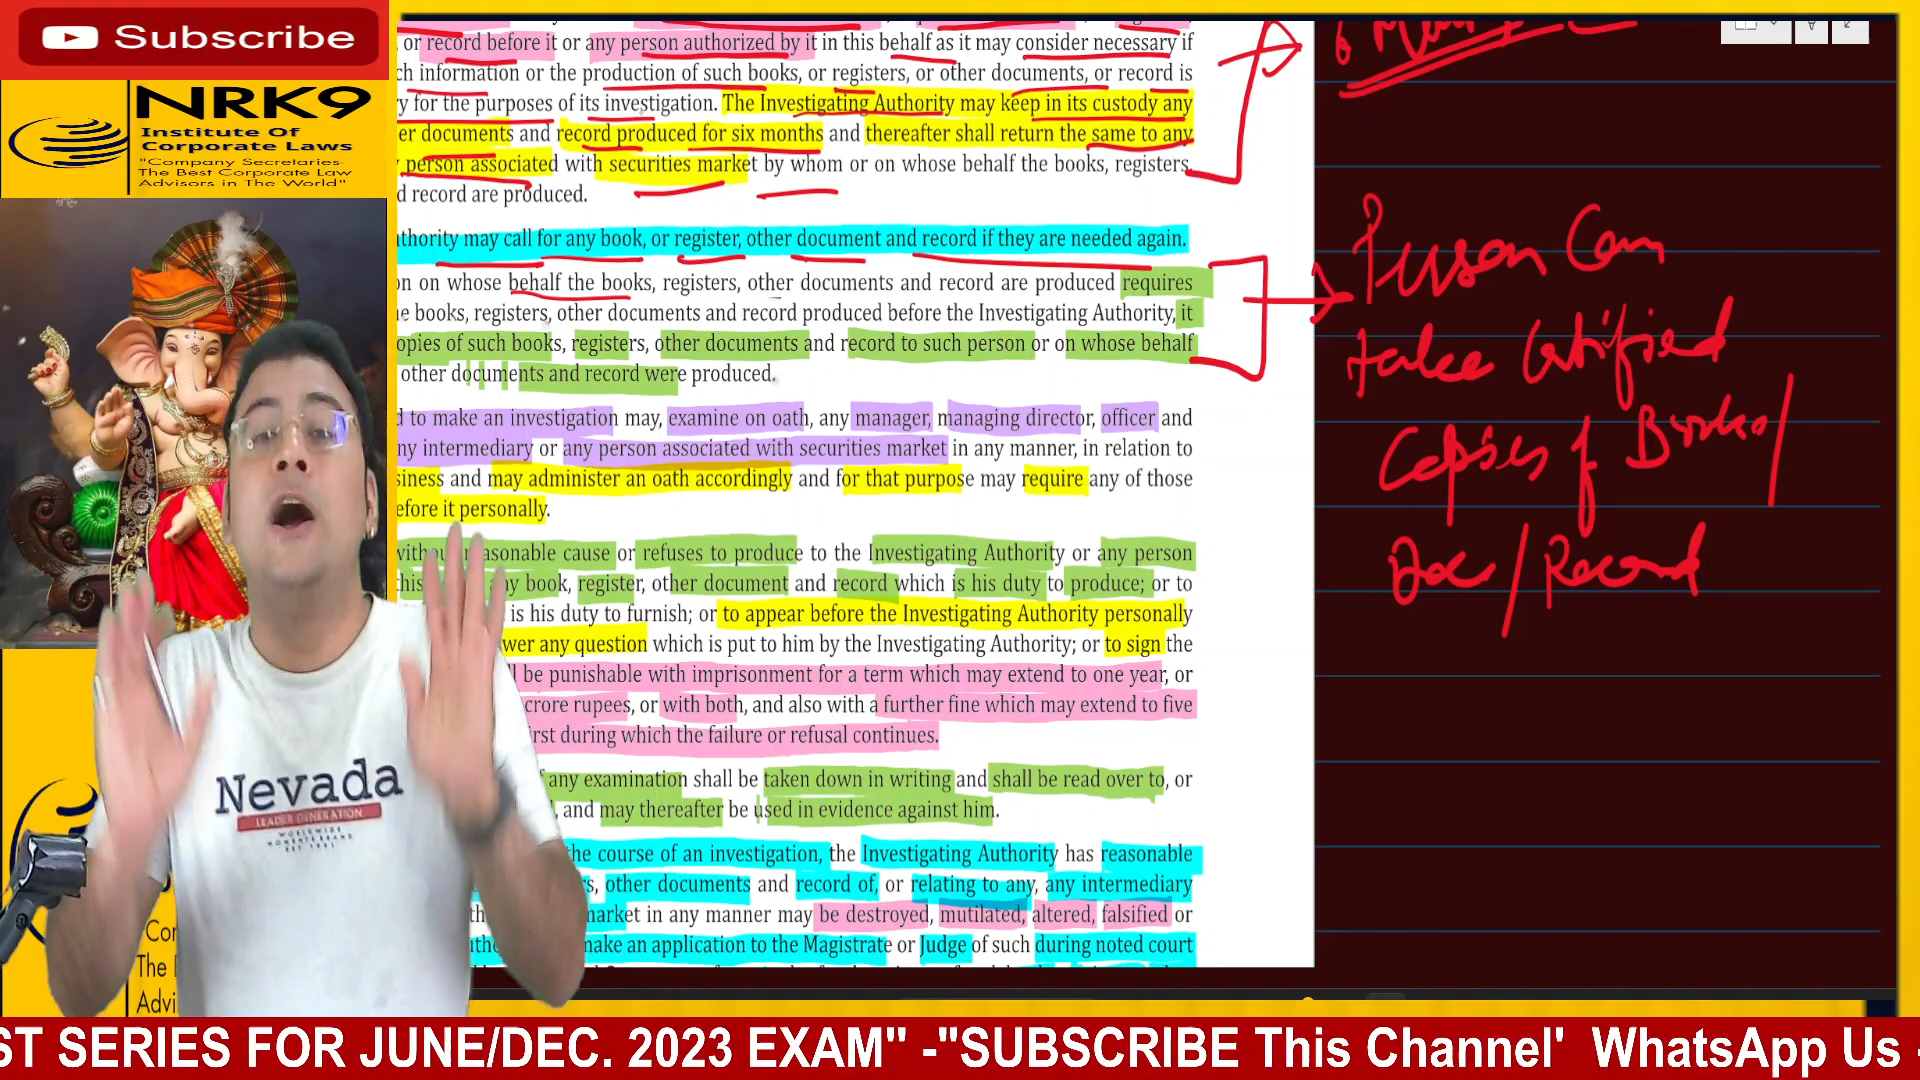 Subscribe
NRK9
Institute Of
Corporate Laws
"Company Secretaries-
The Best Corporate Law
Advisors in The World"
or record before it or any person authorized by it in this behalf as it may consider necessary if
ch information or the production of such books, or registers, or other documents, or record is
y for the purposes of its investigation. The Investigating Authority may keep in its custody any
er documents and record produced for six months and thereafter shall return the same to any
person associated with securities market by whom or on whose behalf the books, registers,
d record are produced.
uthority may call for any book, or register, other document and record if they are needed again.
on on whose behalf the books, registers, other documents and record are produced requires
e books, registers, other documents and record produced before the Investigating Authority, it
opies of such books, registers, other documents and record to such person or on whose behalf
other documents and record were produced.
d to make an investigation may, examine on oath, any manager, managing director, officer and
ny intermediary or any person associated with securities market in any manner, in relation to
siness and may administer an oath accordingly and for that purpose may require any of those
efore it personally.
without reasonable cause or refuses to produce to the Investigating Authority or any person
this any book, register, other document and record which is his duty to produce; or to
is his duty to furnish; or to appear before the Investigating Authority personally
wer any question which is put to him by the Investigating Authority; or to sign the
l be punishable with imprisonment for a term which may extend to one year, or
crore rupees, or with both, and also with a further fine which may extend to five
irst during which the failure or refusal continues.
f any examination shall be taken down in writing and shall be read over to, or
, and may thereafter be used in evidence against him.
the course of an investigation, the Investigating Authority has reasonable
s, other documents and record of, or relating to any, any intermediary
th market in any manner may be destroyed, mutilated, altered, falsified or
utho make an application to the Magistrate or Judge of such during noted court
6
Person Can
take Certified
Copies of Books/
Doc/Record
Nevada
LEADER GENERATION
WORLDWIDE
EST 1981
Cor
The B
Advi
ST SERIES FOR JUNE/DEC. 2023 EXAM" -"SUBSCRIBE This Channel' WhatsApp Us -